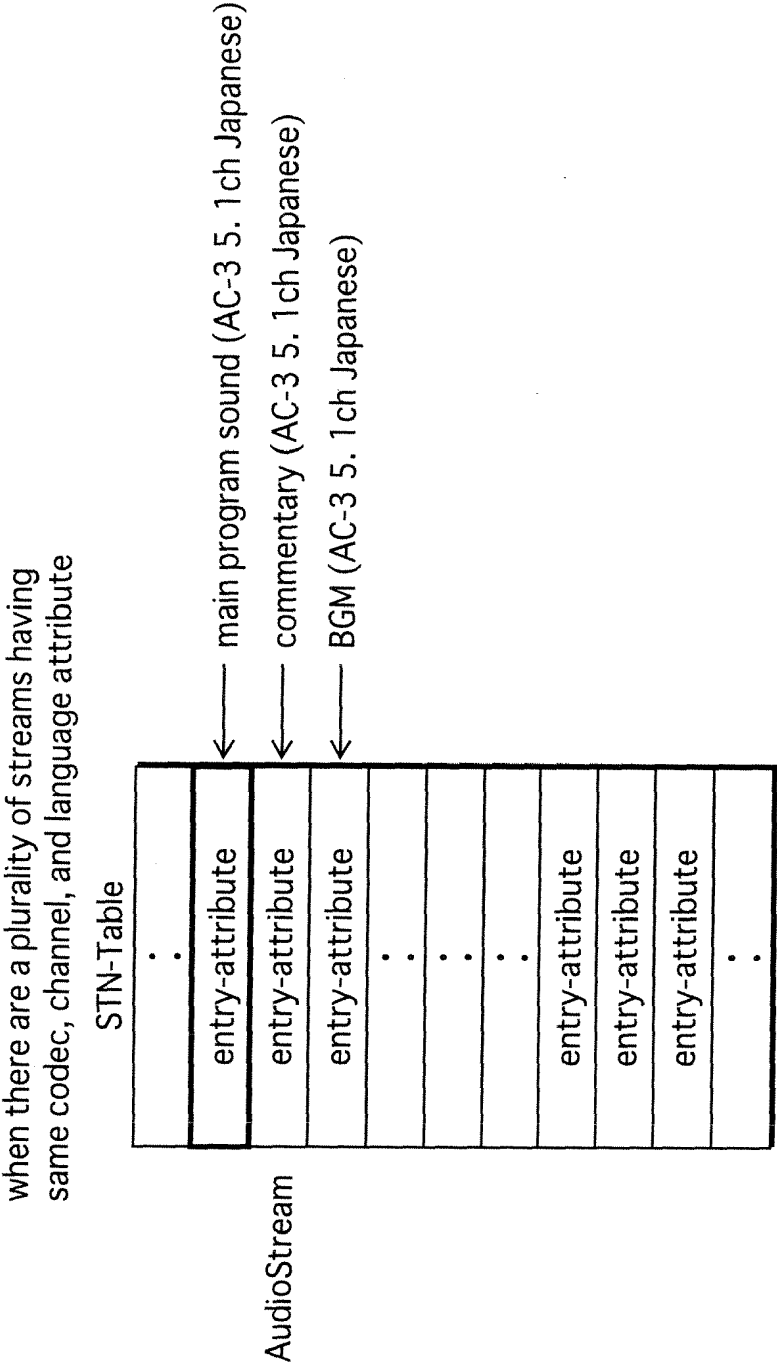 when there are a plurality of streams having
same codec, channel, and language attribute
STN-Table
entry-attribute
main program sound (AC-3 5. 1ch Japanese)
AudioStream
entry-attribute
commentary (AC-3 5. 1ch Japanese)
entry-attribute
BGM (AC-3 5. 1ch Japanese)
entry-attribute
entry-attribute
entry-attribute